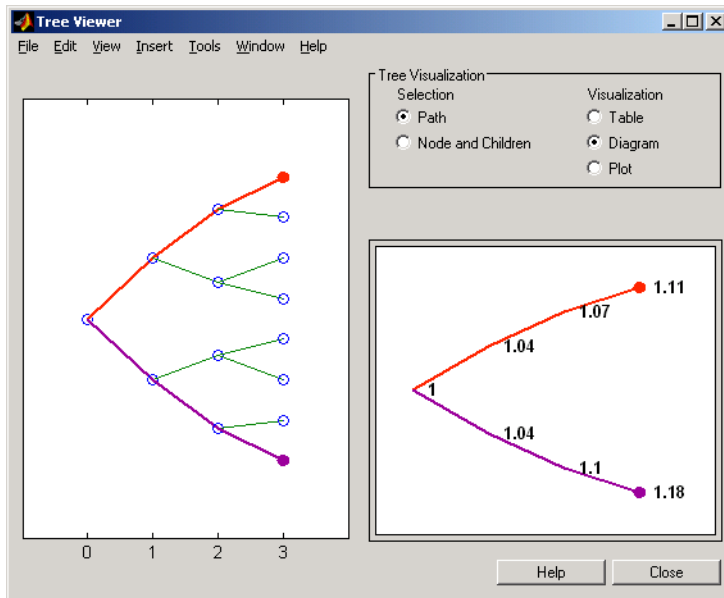 Tree Viewer
File Edit View Insert Tools Window Help
Tree Visualization
Selection
Path
Node and Children
Visualization
Table
Diagram
Plot
0 1 2 3
1.11
1.07
1.04
1
1.04
1.1
1.18
Help Close